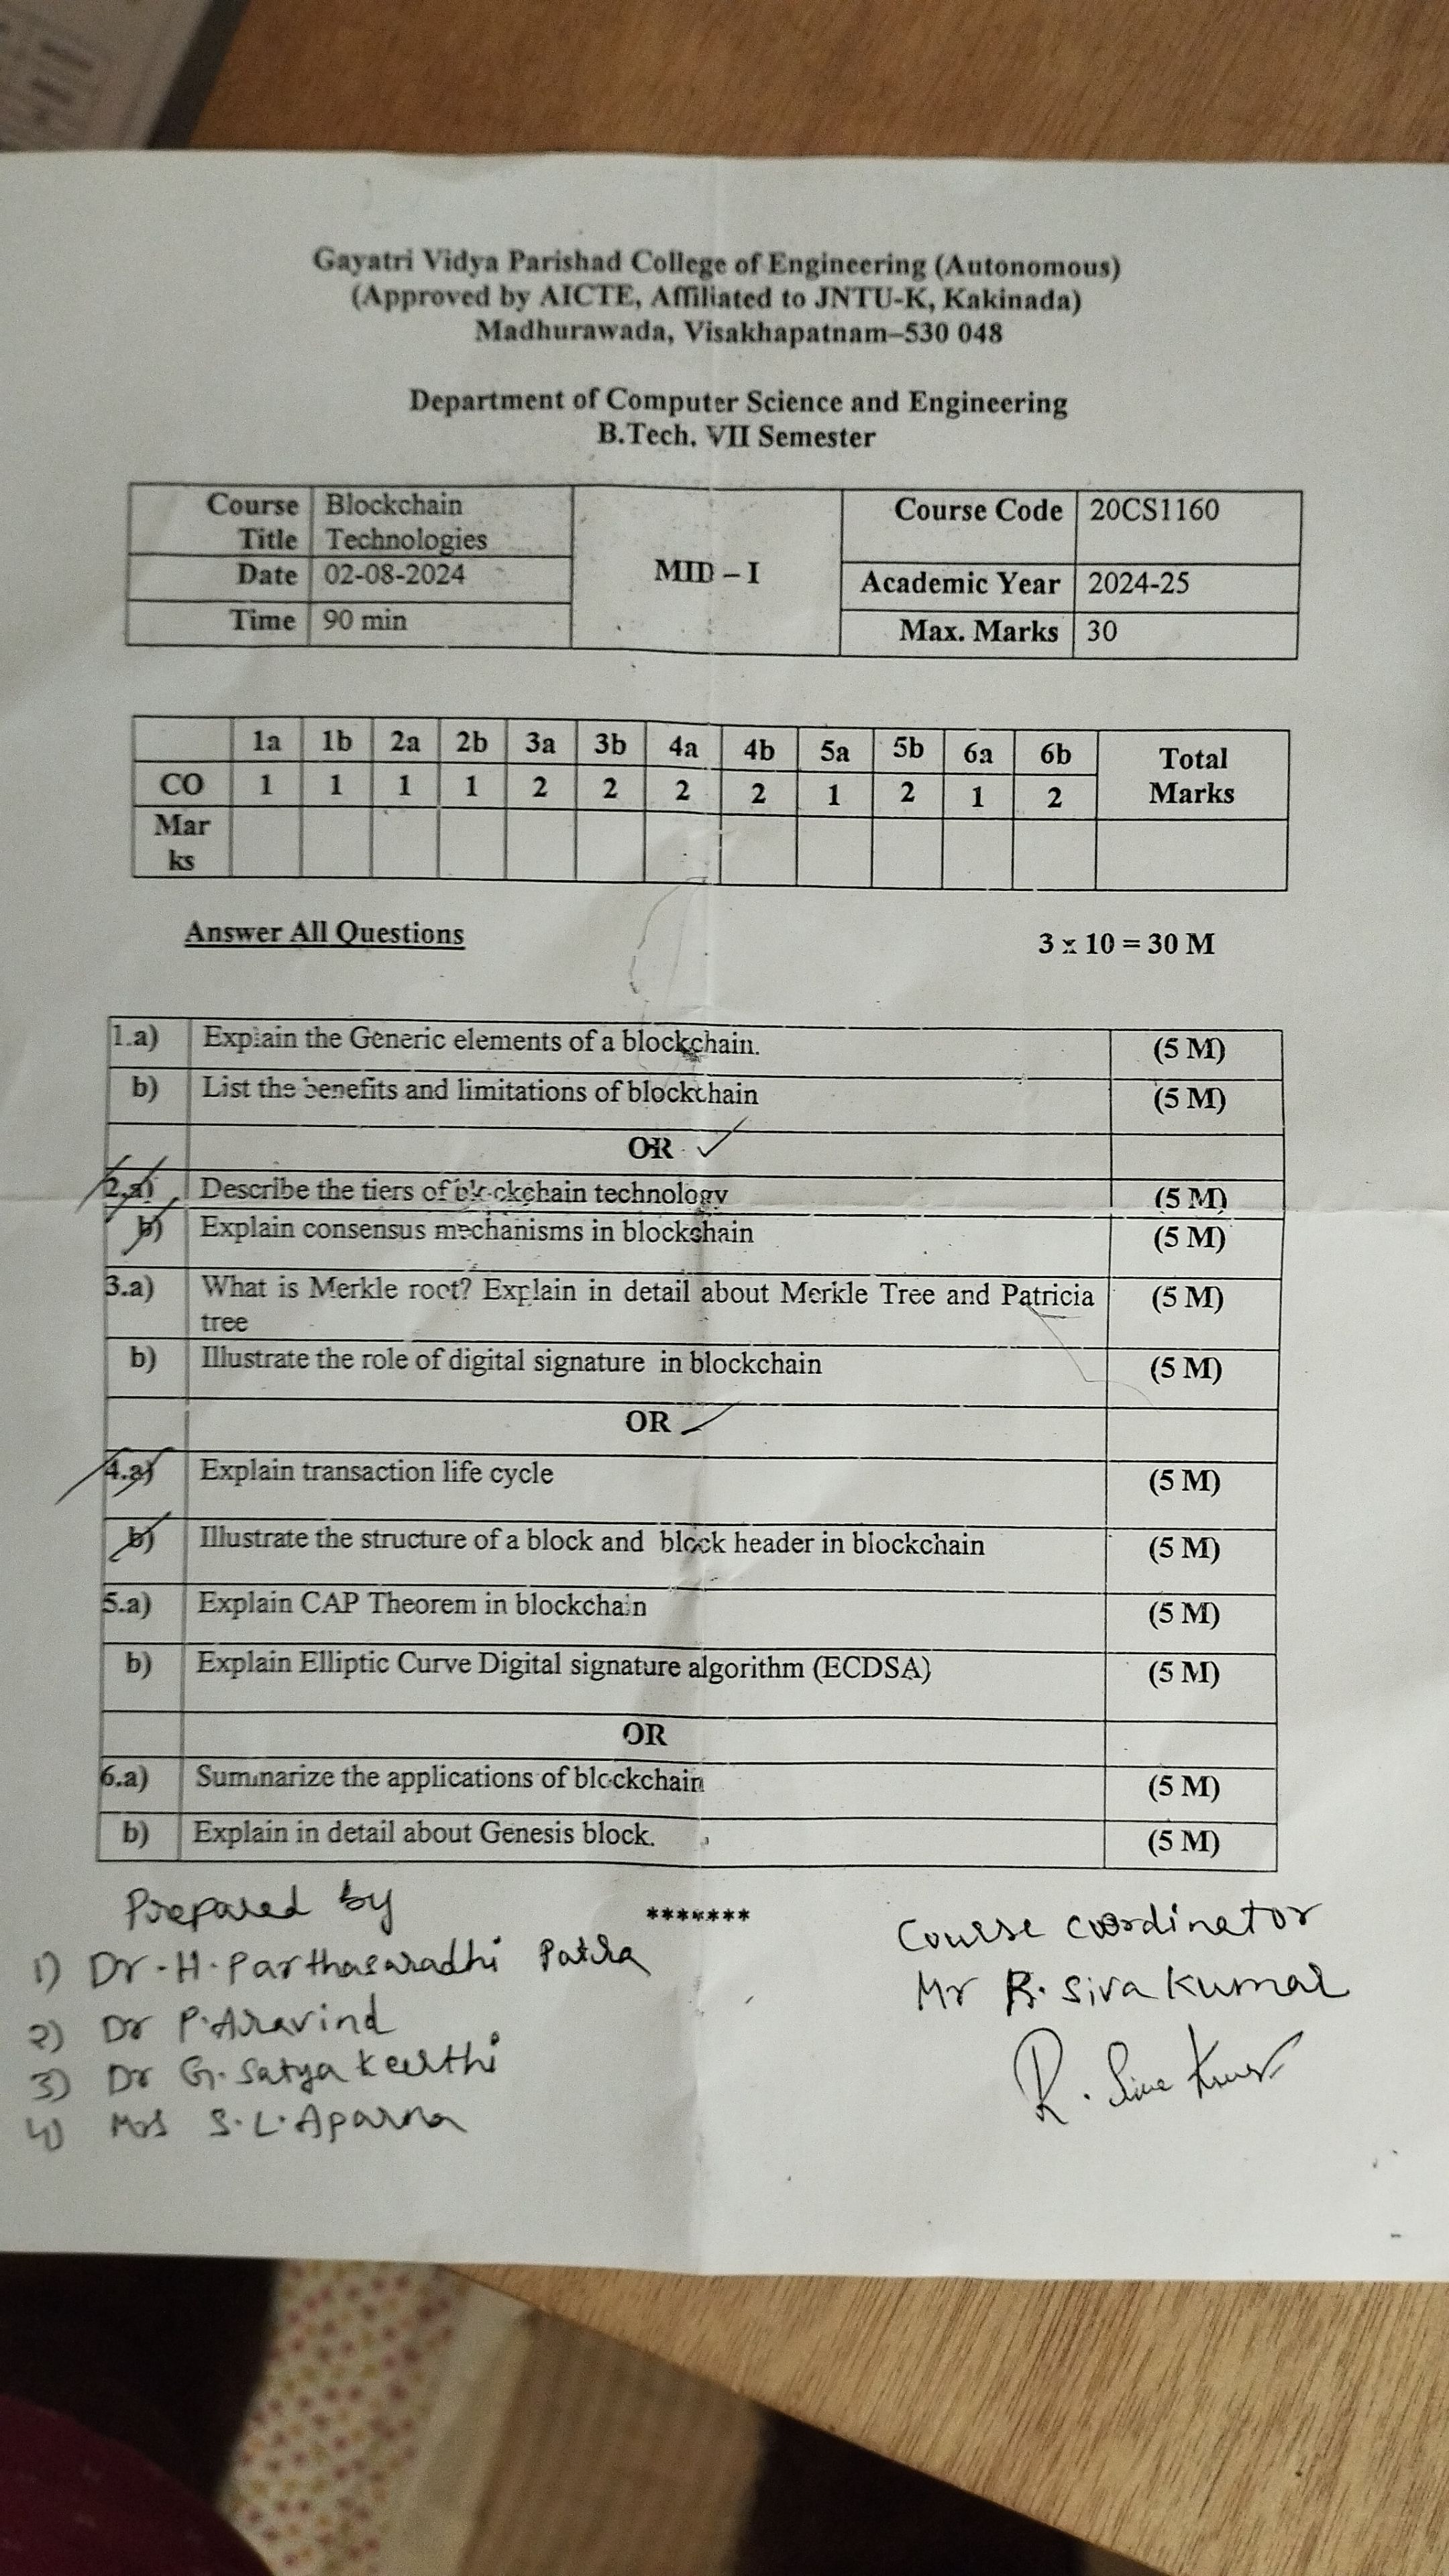 Gayatri Vidya Parishad College of Engineering (Autonomous)
(Approved by AICTE, Affiliated to JNTU-K, Kakinada)
Madhurawada, Visakhapatnam–530 048
Department of Computer Science and Engineering
B.Tech. VII Semester
Course Title Blockchain Technologies MID – I Course Code 20CS1160
Date 02-08-2024 Academic Year 2024-25
Time 90 min Max. Marks 30
1a 1b 2a 2b 3a 3b 4a 4b 5a 5b 6a 6b Total Marks
CO 1 1 1 1 2 2 2 2 1 2 1 2
Mar
ks
Answer All Questions 3 x 10 = 30 M
1.a) Explain the Generic elements of a blockchain. (5 M)
b) List the benefits and limitations of blockchain (5 M)
OR
2.a) Describe the tiers of blockchain technology (5 M)
b) Explain consensus mechanisms in blockchain (5 M)
3.a) What is Merkle root? Explain in detail about Merkle Tree and Patricia (5 M)
tree
b) Illustrate the role of digital signature in blockchain (5 M)
OR
4.a) Explain transaction life cycle (5 M)
b) Illustrate the structure of a block and block header in blockchain (5 M)
5.a) Explain CAP Theorem in blockchain (5 M)
b) Explain Elliptic Curve Digital signature algorithm (ECDSA) (5 M)
OR
6.a) Summarize the applications of blockchain (5 M)
b) Explain in detail about Genesis block. (5 M)
*******
Prepared by
1) Dr. H. Parthasaradhi Patra
2) Dr P. Aravind
3) Dr G. Satya Keerthi
4) Mrs S. L. Aparna
Course coordinator
Mr R. Siva Kumar
R. Siva Kumar